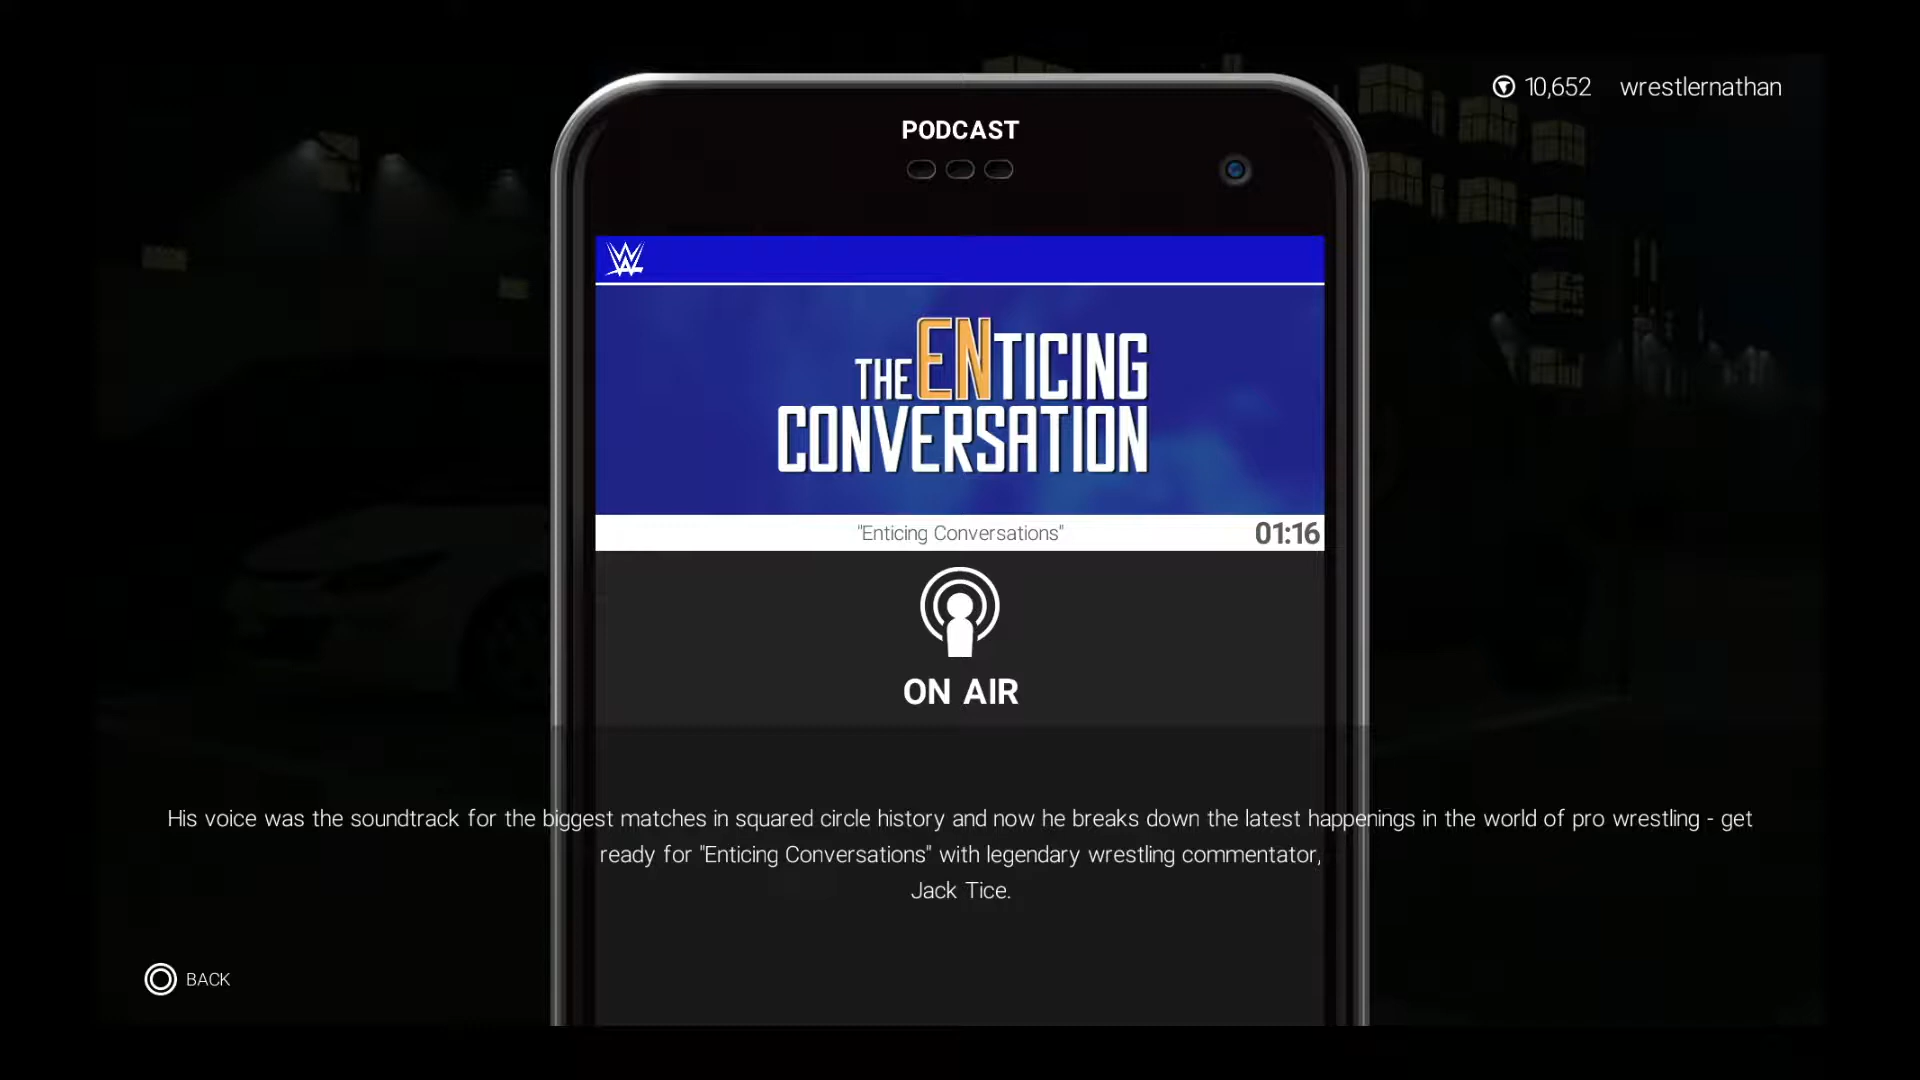 10,652 wrestlernathan
PODCAST
THE ENTICING
CONVERSATION
"Enticing Conversations" 01:16
ON AIR
His voice was the soundtrack for the biggest matches in squared circle history and now he breaks down the latest happenings in the world of pro wrestling - get
ready for "Enticing Conversations" with legendary wrestling commentator,
Jack Tice.
BACK